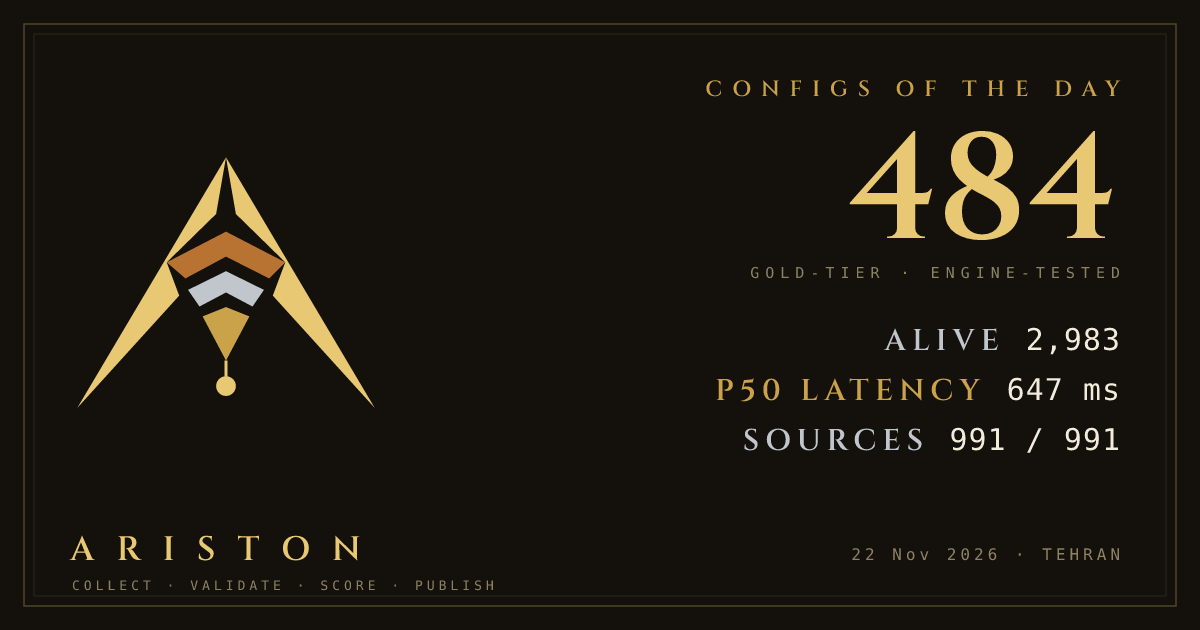 CONFIGS OF THE DAY
484
GOLD-TIER · ENGINE-TESTED
ALIVE 2,983
P50 LATENCY 647 ms
SOURCES 991 / 991
ARISTON
COLLECT · VALIDATE · SCORE · PUBLISH
22 Nov 2026 · TEHRAN